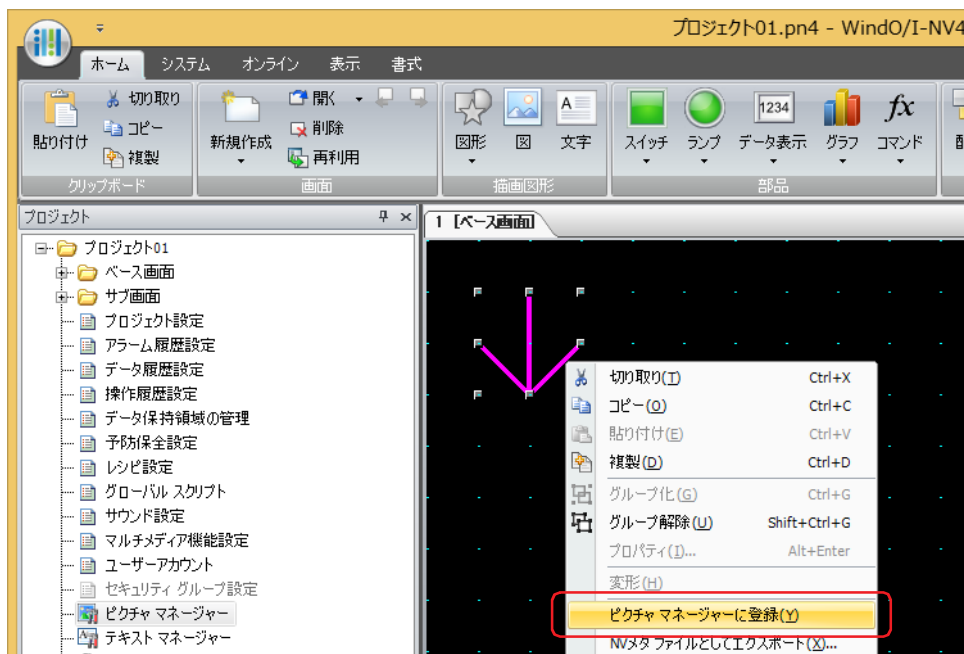 プロジェクト01.pn4 - WindO/I-NV4
ホーム システム オンライン 表示 書式
貼り付け
切り取り
コピー
複製
クリップボード
新規作成
開く
削除
再利用
画面
図形 図 文字
描画図形
スイッチ ランプ データ表示 グラフ コマンド
1234
部品
プロジェクト
プロジェクト01
ベース画面
サブ画面
プロジェクト設定
アラーム履歴設定
データ履歴設定
操作履歴設定
データ保持領域の管理
予防保全設定
レシピ設定
グローバル スクリプト
サウンド設定
マルチメディア機能設定
ユーザーアカウント
セキュリティ グループ設定
ピクチャ マネージャー
テキスト マネージャー
1 [ベース画面]
切り取り(T) Ctrl+X
コピー(O) Ctrl+C
貼り付け(E) Ctrl+V
複製(D) Ctrl+D
グループ化(G) Ctrl+G
グループ解除(U) Shift+Ctrl+G
プロパティ(I)... Alt+Enter
変形(H)
ピクチャ マネージャーに登録(Y)
NVメタ ファイルとしてエクスポート(X)...